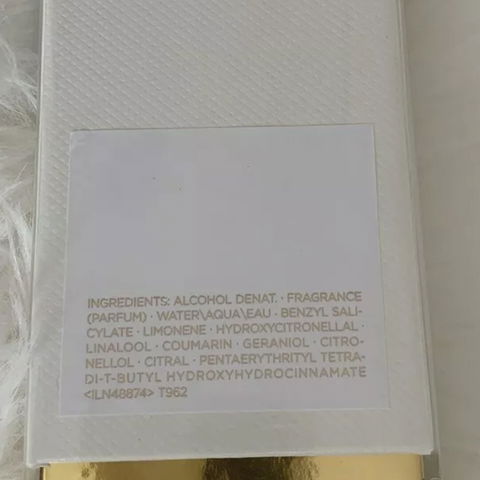 INGREDIENTS: ALCOHOL DENAT. · FRAGRANCE
(PARFUM) · WATER\AQUA\EAU · BENZYL SALI-
CYLATE · LIMONENE · HYDROXYCITRONELLAL ·
LINALOOL · COUMARIN · GERANIOL · CITRO-
NELLOL · CITRAL · PENTAERYTHRITYL TETRA-
DI-T-BUTYL HYDROXYHYDROCINNAMATE
<ILN48874> T962